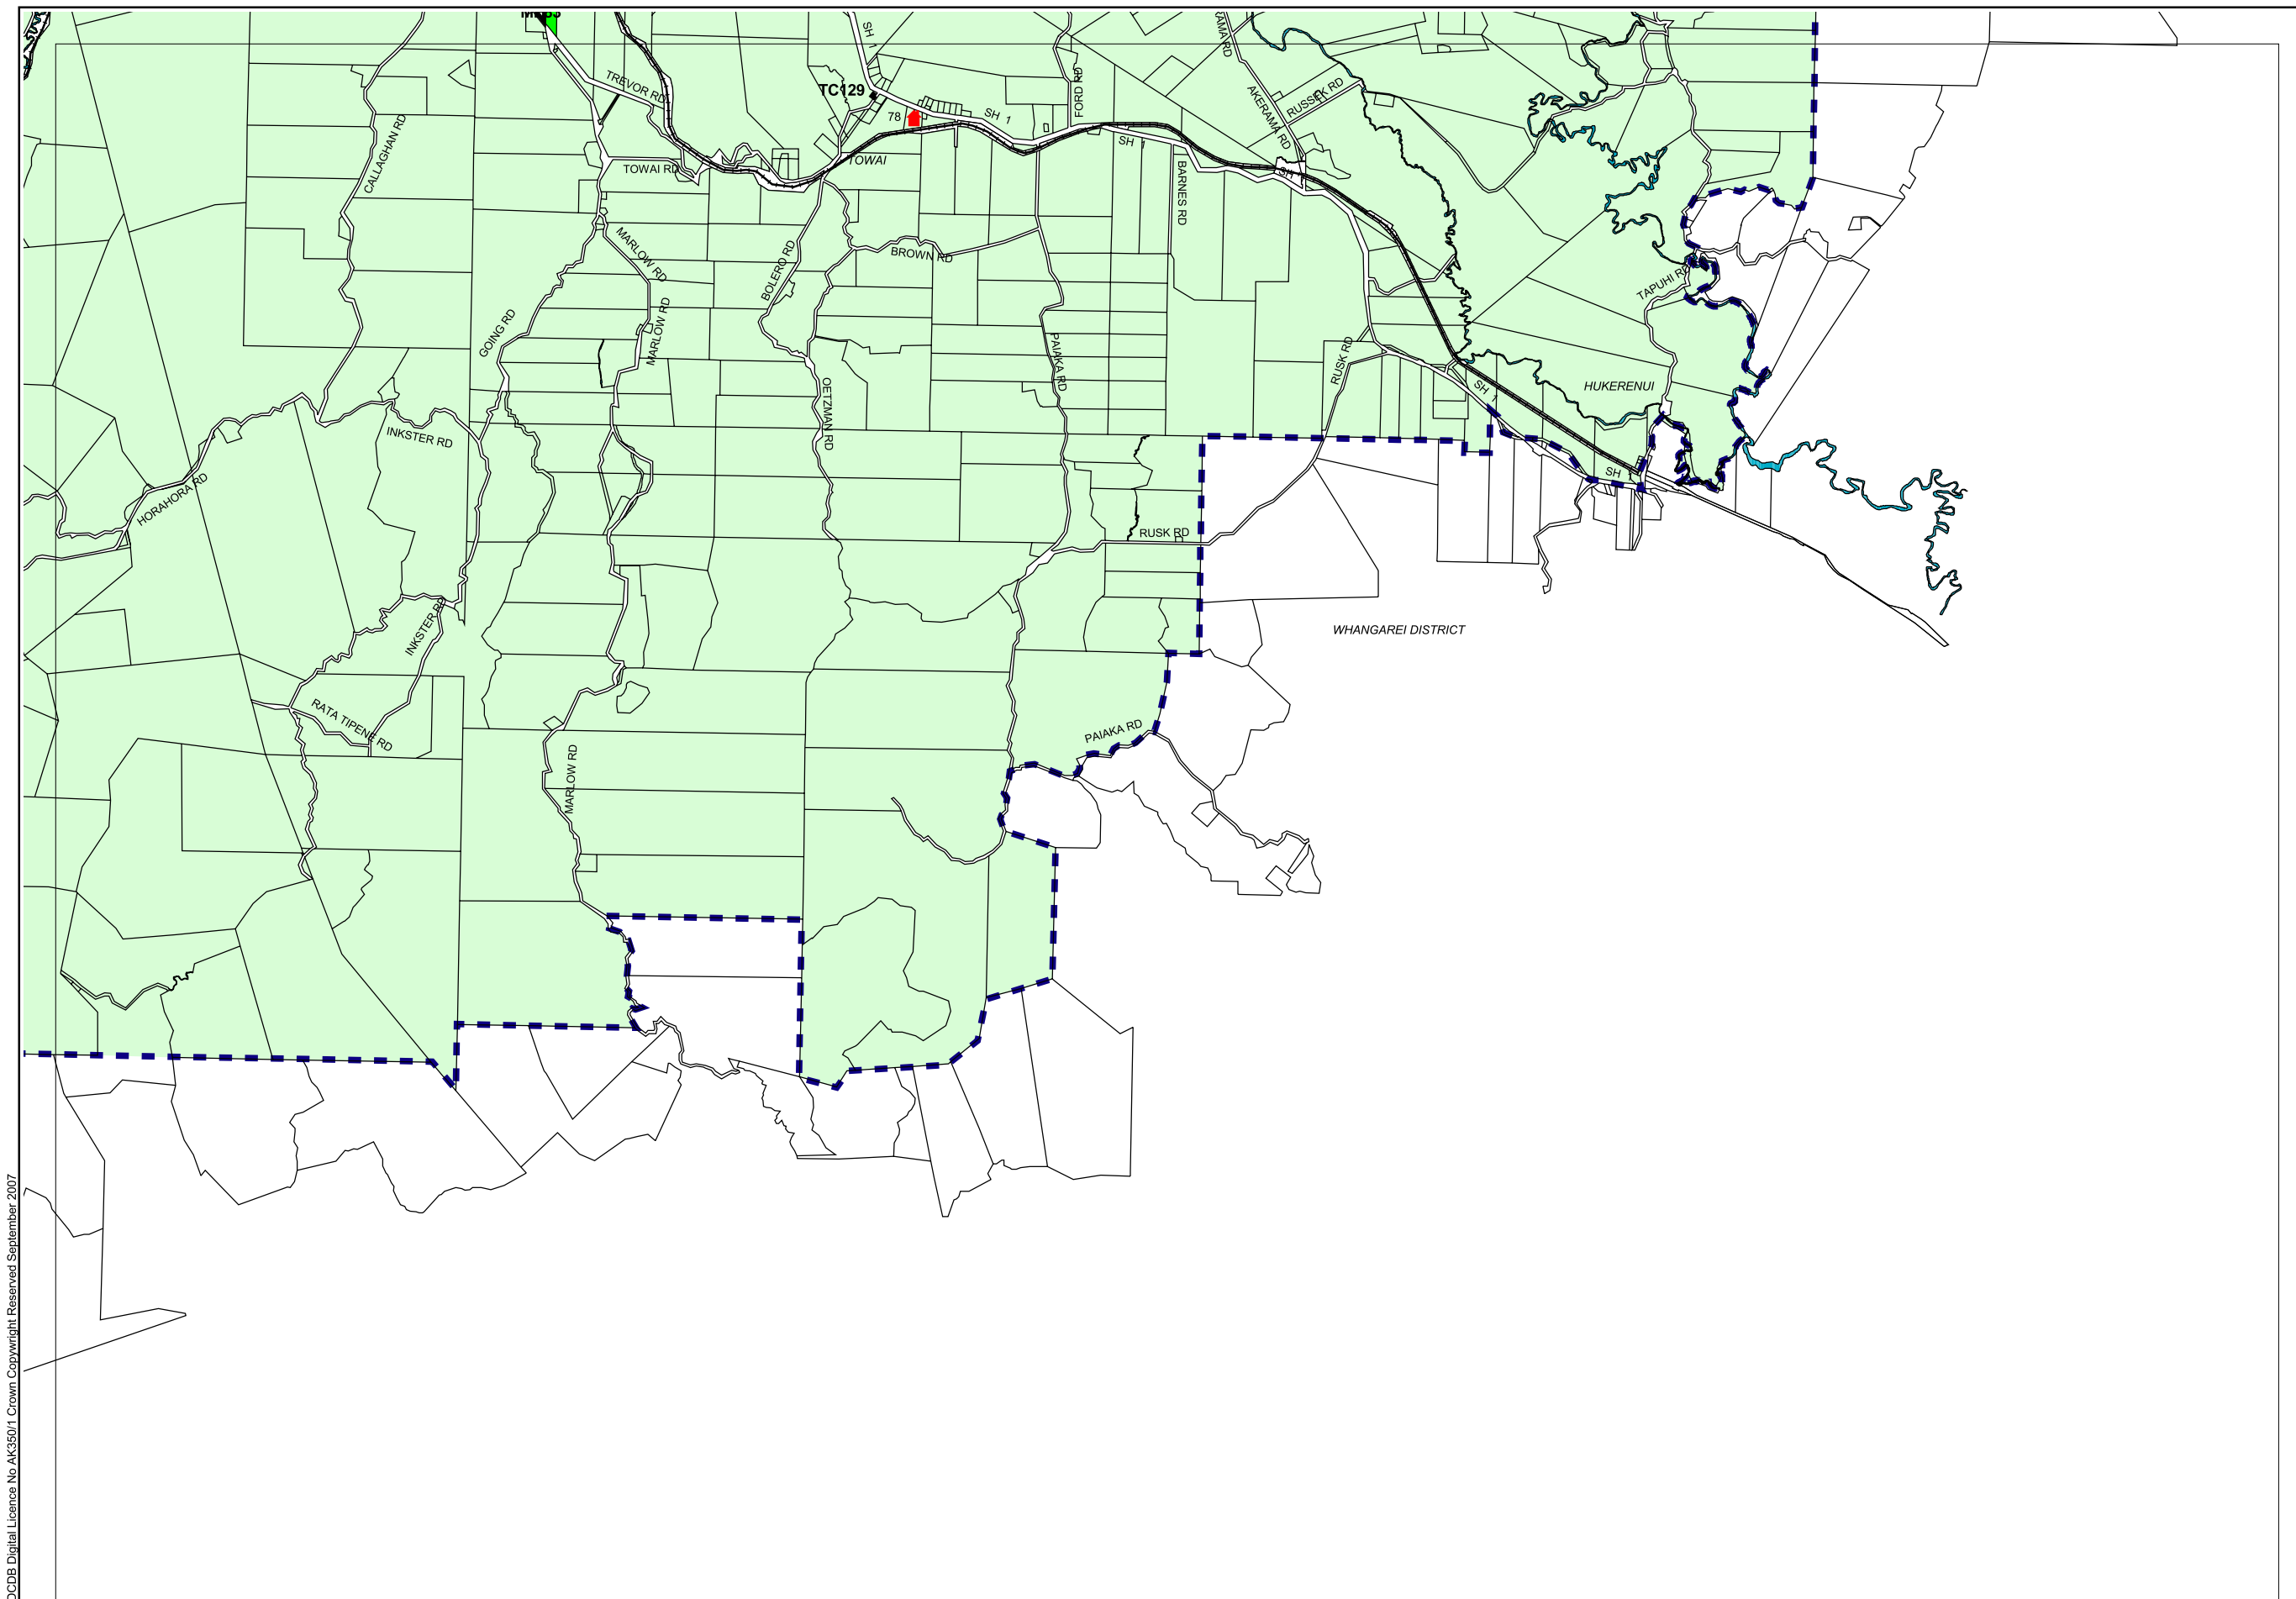 SH 1
TREVOR RD
TC129
78
SH 1
FORD RD
AKERAMA RD
RUSSEK RD
CALLAGHAN RD
TOWAI RD
TOWAI
SH 1
BARNES RD
SH
MARLOW RD
BOLERO RD
BROWN RD
TAPUHI RD
GOING RD
MARLOW RD
PAIAKA RD
RUSK RD
OETZMAN RD
SH 1
HUKERENUI
INKSTER RD
HORAHORA RD
SH 1
RUSK RD
INKSTER RD
WHANGAREI DISTRICT
RATA TIPENE RD
PAIAKA RD
MARLOW RD
DCDB Digital Licence No AK350/1 Crown Copywright Reserved September 2007